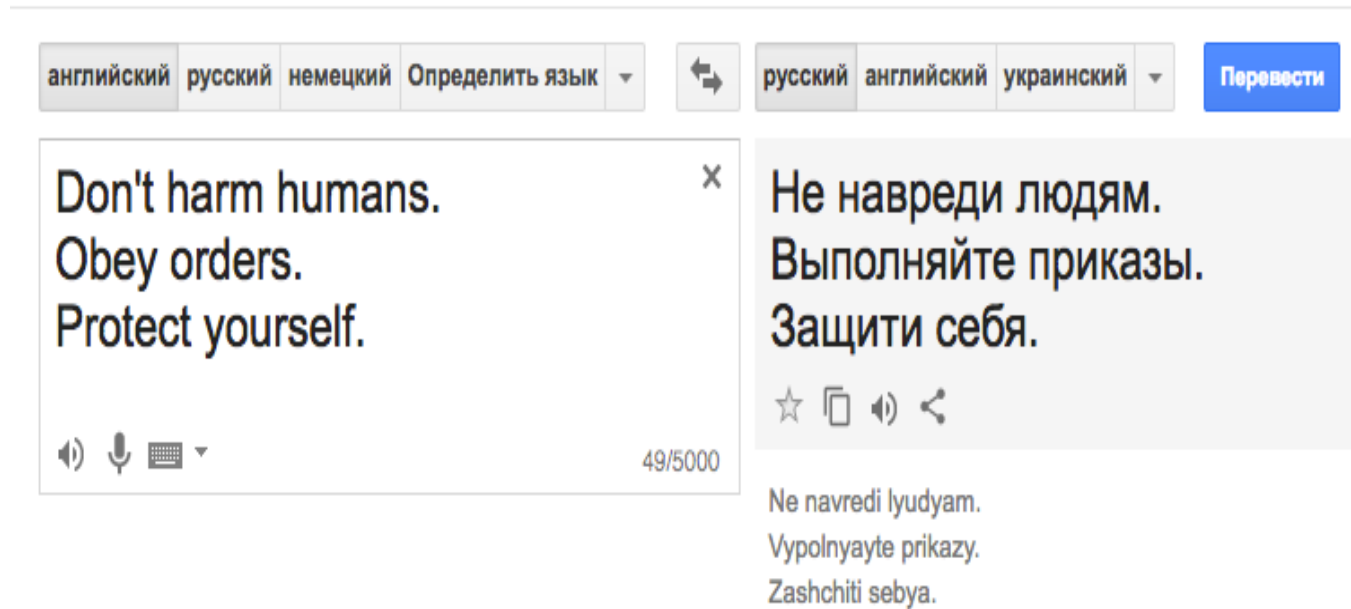 английский русский немецкий Определить язык русский английский украинский Перевести
Don't harm humans.
Obey orders.
Protect yourself.
49/5000
Не навреди людям.
Выполняйте приказы.
Защити себя.
Ne navredi lyudyam.
Vypolnyayte prikazy.
Zashchiti sebya.